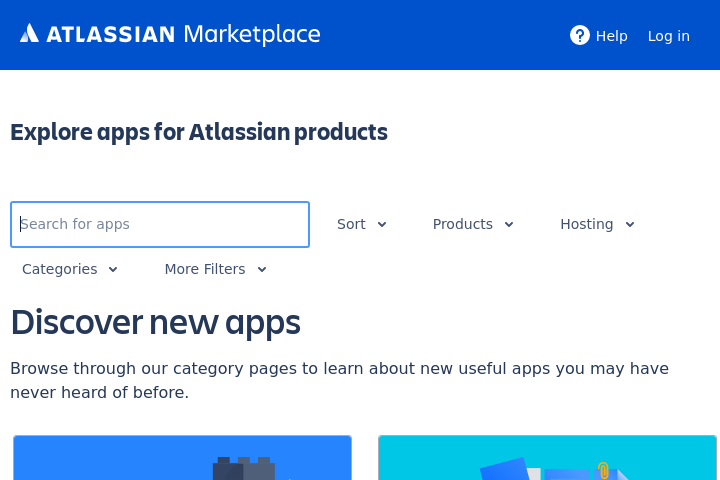 ATLASSIAN Marketplace
Help
Log in
Explore apps for Atlassian products
Search for apps
Sort
Products
Hosting
Categories
More Filters
Discover new apps
Browse through our category pages to learn about new useful apps you may have
never heard of before.